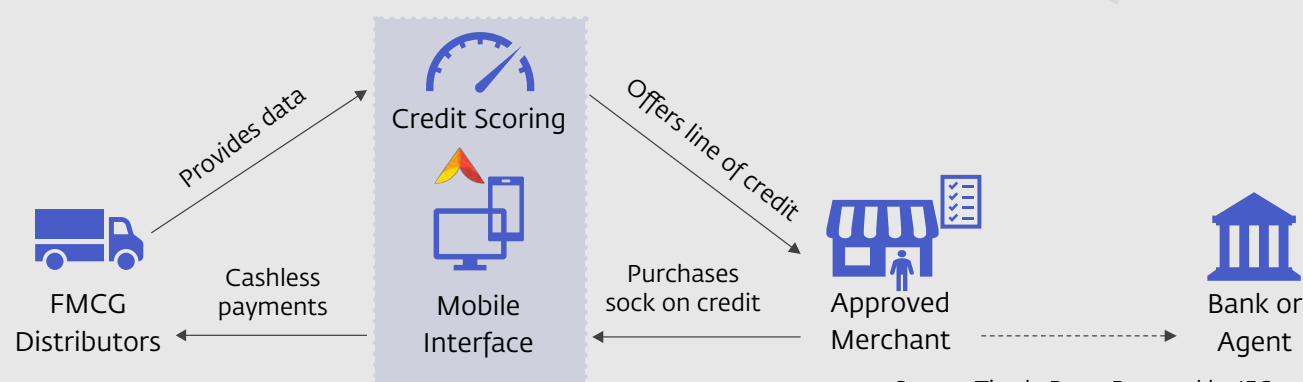 Provides data
Credit Scoring
Offers line of credit
FMCG
Distributors
Cashless
payments
Mobile
Interface
Purchases
sock on credit
Approved
Merchant
Bank or
Agent